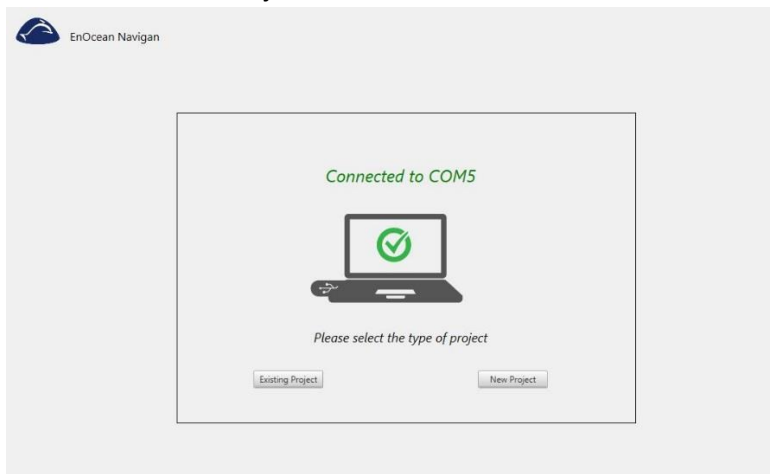 EnOcean Navigan
Connected to COM5
Please select the type of project
Existing Project
New Project